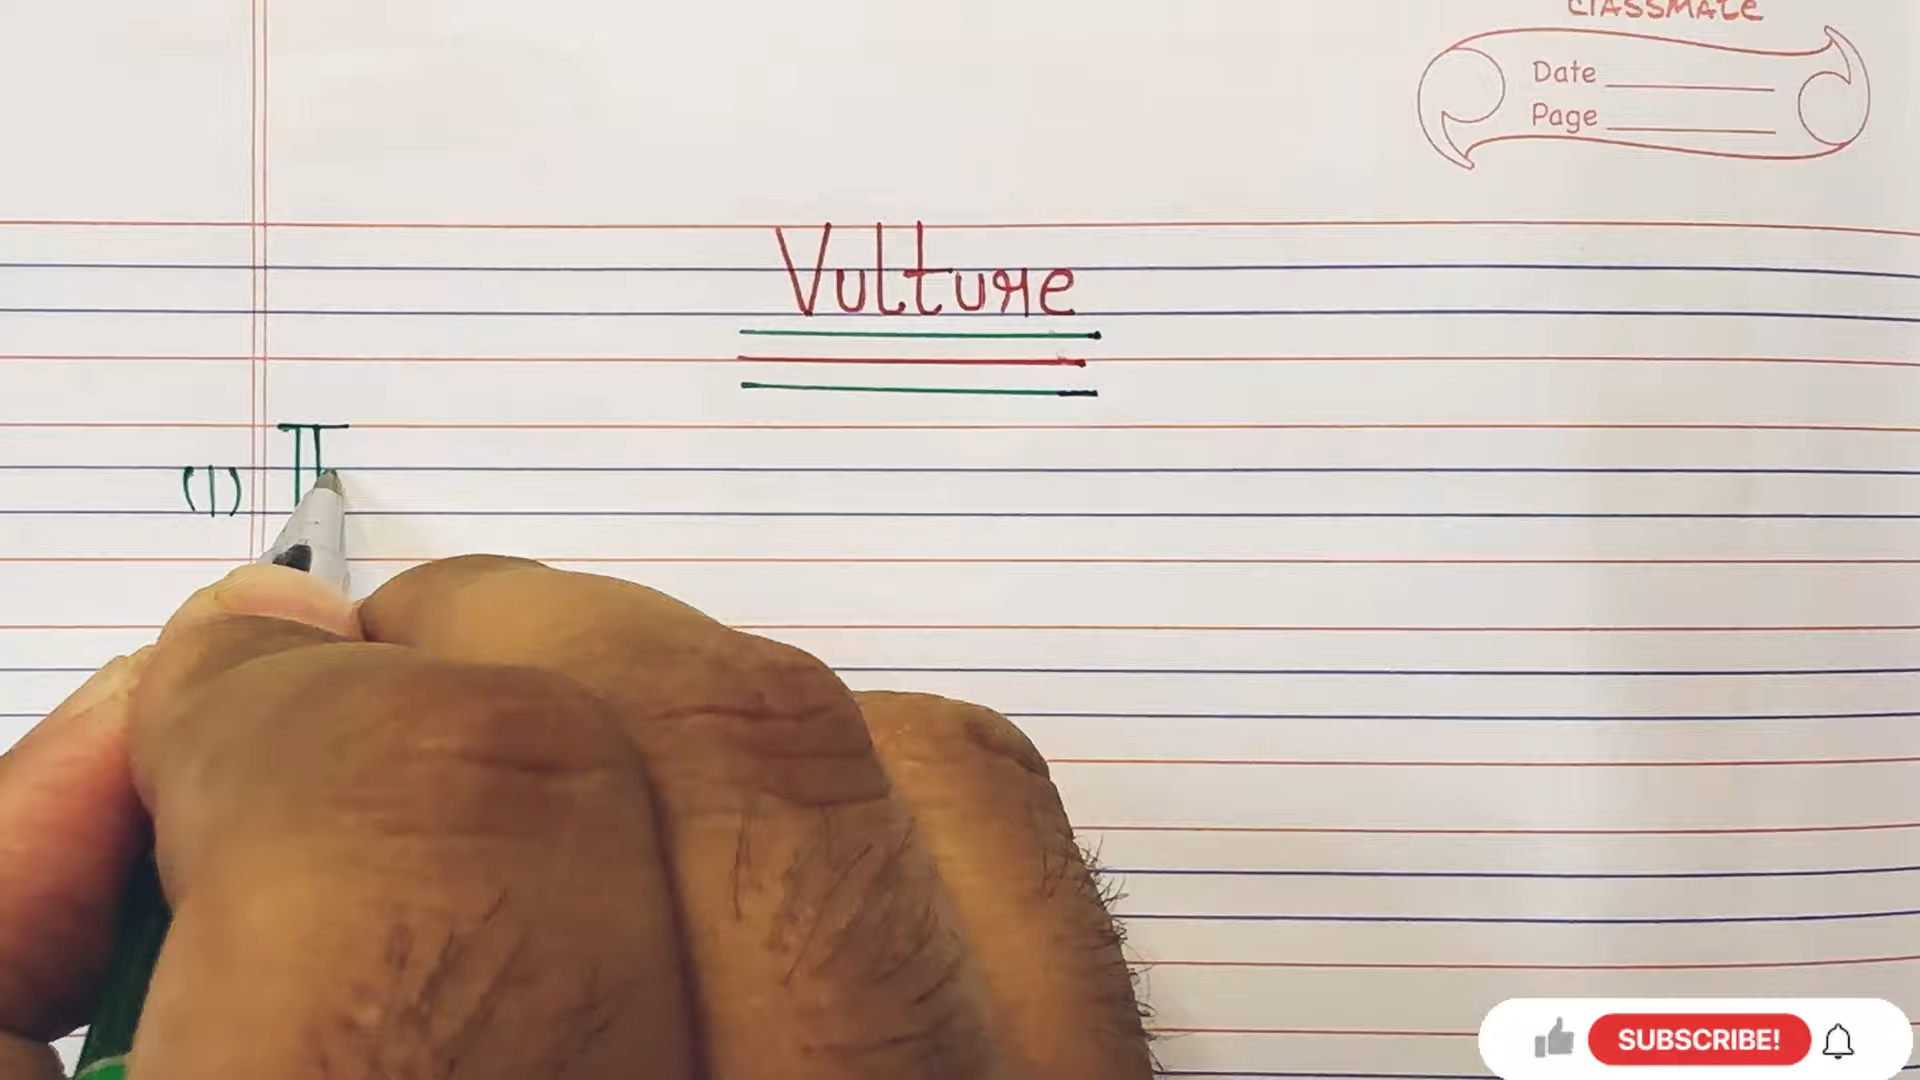 classmate
Date
Page
Vulture
(1) T
SUBSCRIBE!